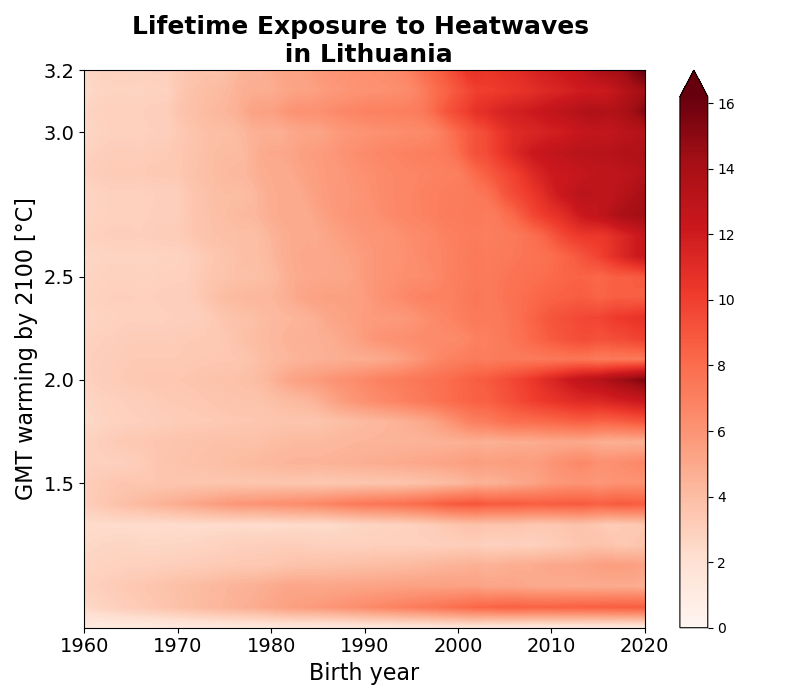 Lifetime Exposure to Heatwaves
in Lithuania
GMT warming by 2100 [°C]
3.2
3.0
2.5
2.0
1.5
1960 1970 1980 1990 2000 2010 2020
Birth year
16
14
12
10
8
6
4
2
0